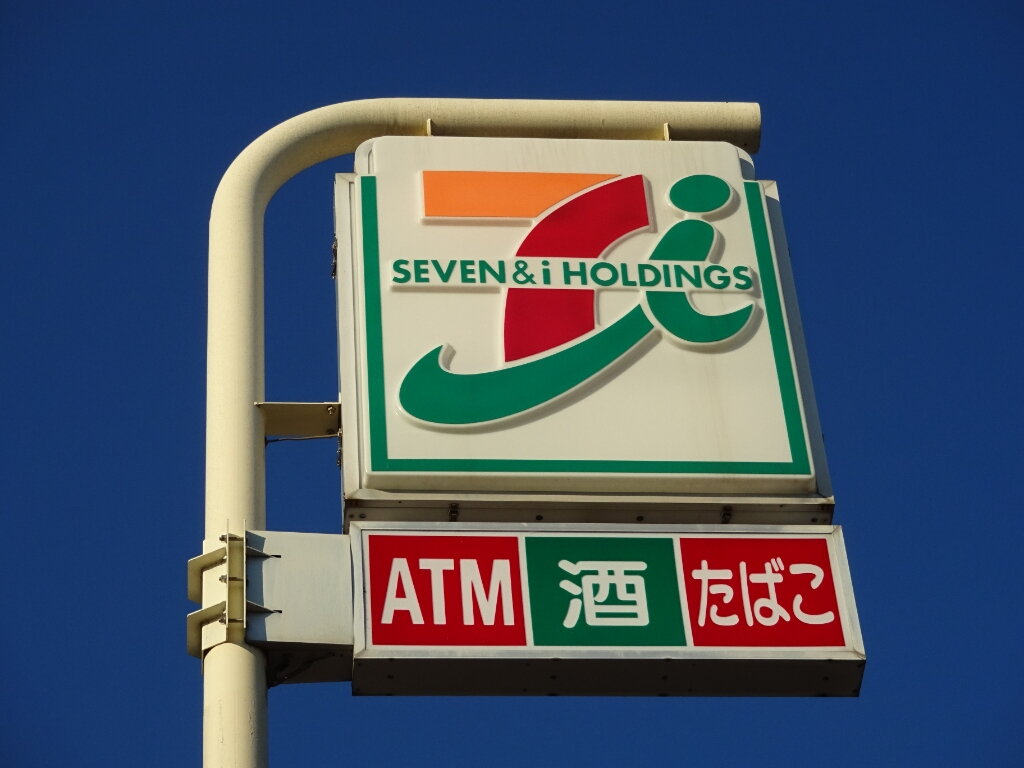 SEVEN&i HOLDINGS
ATM 酒 たばこ